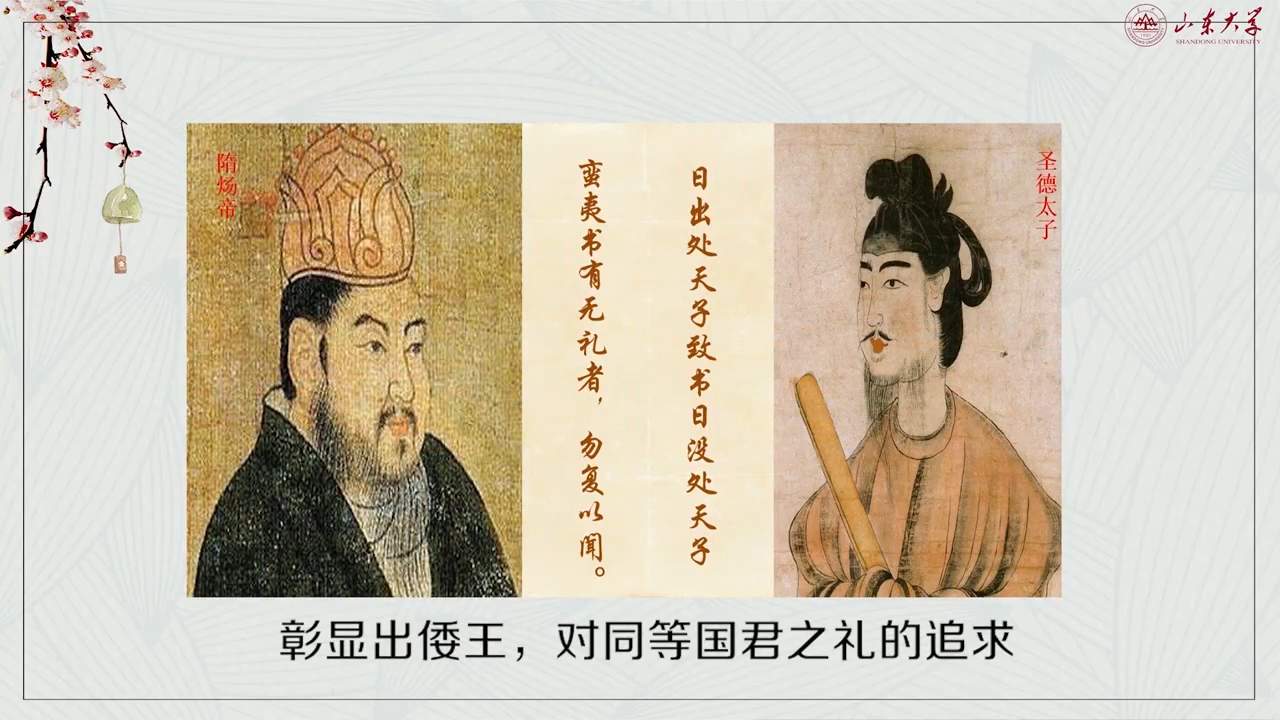 山东大学
SHANDONG UNIVERSITY
隋炀帝
蛮夷书有无礼者，勿复以闻。
日出处天子致书日没处天子
圣德太子
彰显出倭王，对同等国君之礼的追求